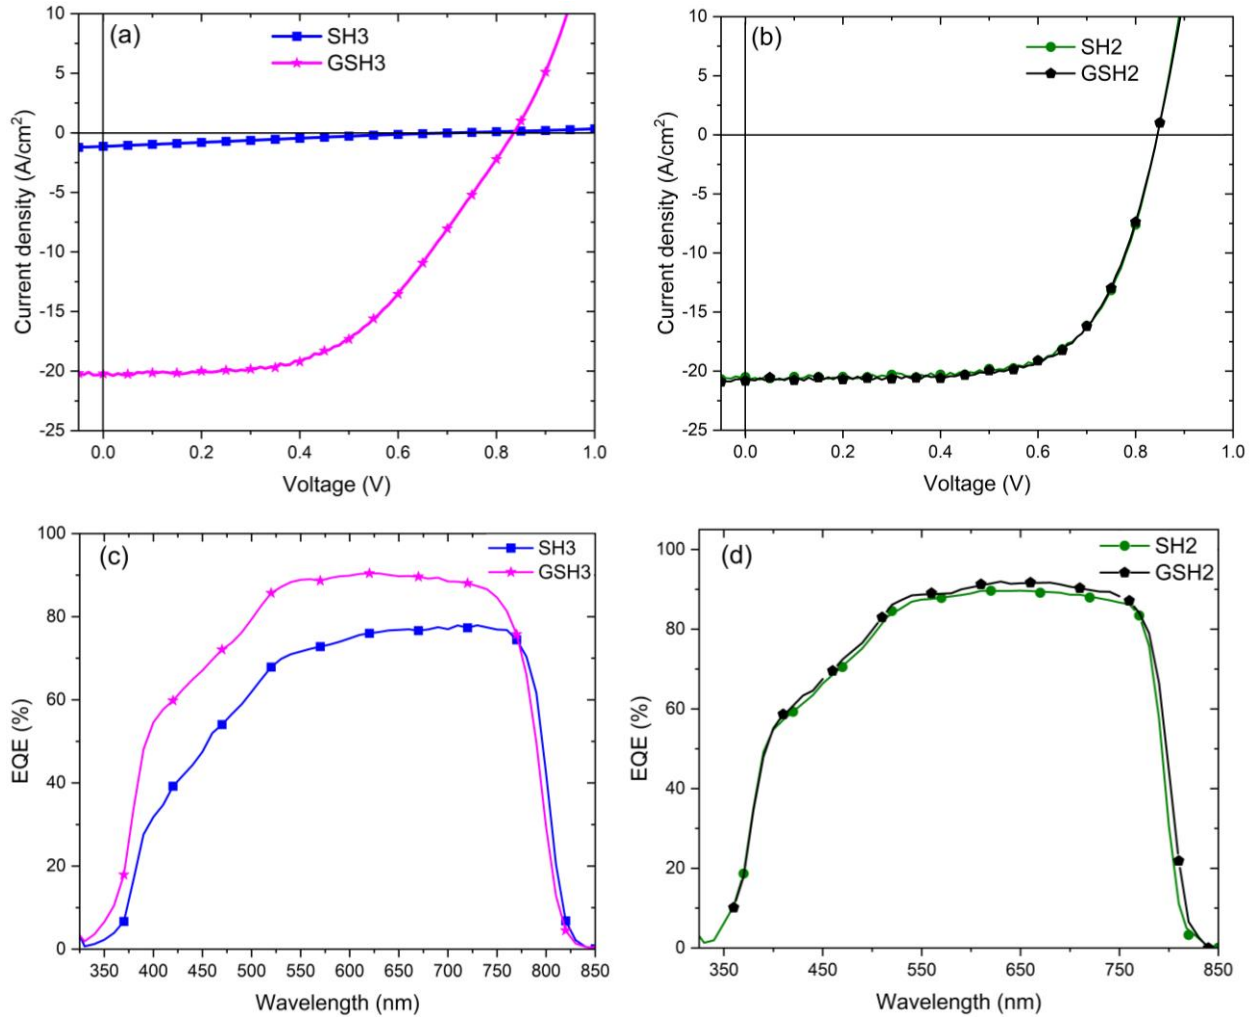 (a)
SH3
GSH3
10
5
0
-5
-10
-15
-20
-25
0.0 0.2 0.4 0.6 0.8 1.0
Voltage (V)
Current density (A/cm²)
(b)
SH2
GSH2
10
5
0
-5
-10
-15
-20
-25
0.0 0.2 0.4 0.6 0.8 1.0
Voltage (V)
Current density (A/cm²)
(c)
SH3
GSH3
100
80
60
40
20
0
350 400 450 500 550 600 650 700 750 800 850
Wavelength (nm)
EQE (%)
(d)
SH2
GSH2
100
80
60
40
20
0
350 450 550 650 750 850
Wavelength (nm)
EQE (%)